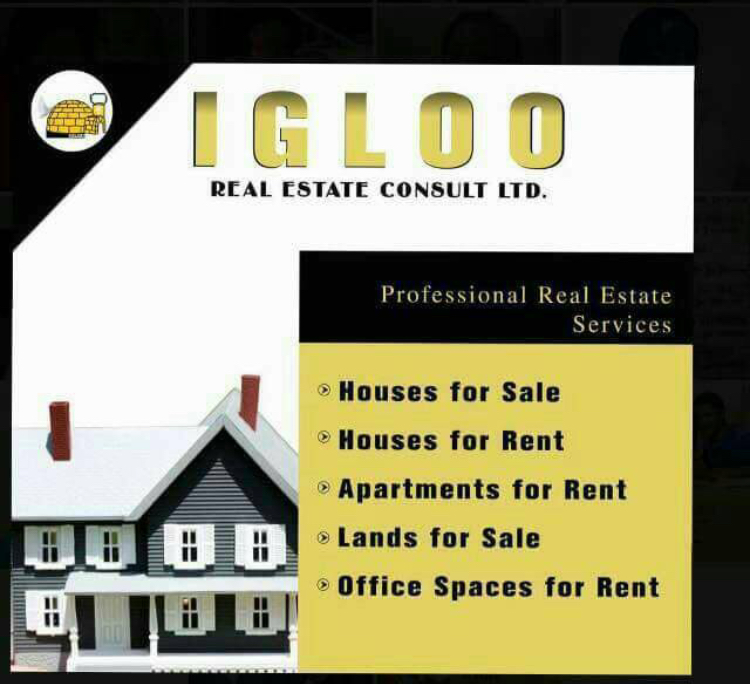 IGLOO
REAL ESTATE CONSULT LTD.
Professional Real Estate
Services
Houses for Sale
Houses for Rent
Apartments for Rent
Lands for Sale
Office Spaces for Rent